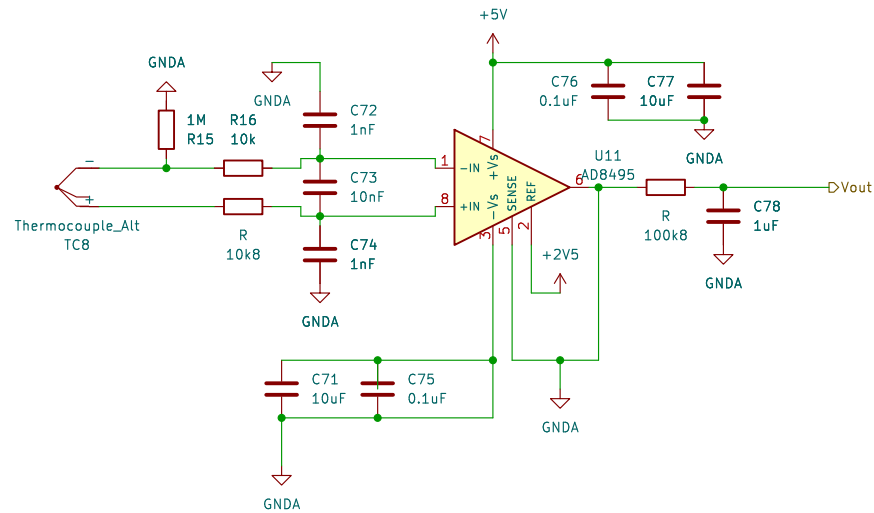 +5V
GNDA
GNDA
1M
R15
R16
10k
C72
1nF
C76
0.1uF
C77
10uF
GNDA
−
+
Thermocouple_Alt
TC8
R
10k8
C73
10nF
C74
1nF
GNDA
1
8
−IN
+IN
7
+Vs
−Vs
3
SENSE
5
REF
2
6
U11
AD8495
+2V5
R
100k8
C78
1uF
GNDA
Vout
C71
10uF
C75
0.1uF
GNDA
GNDA